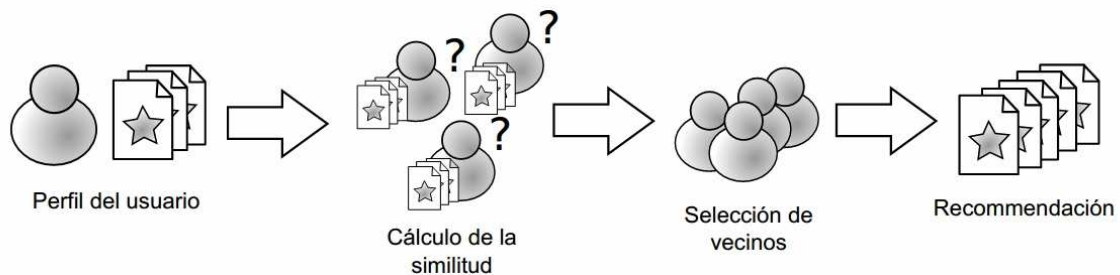 ?
?
?
Perfil del usuario
Cálculo de la
similitud
Selección de
vecinos
Recommendación